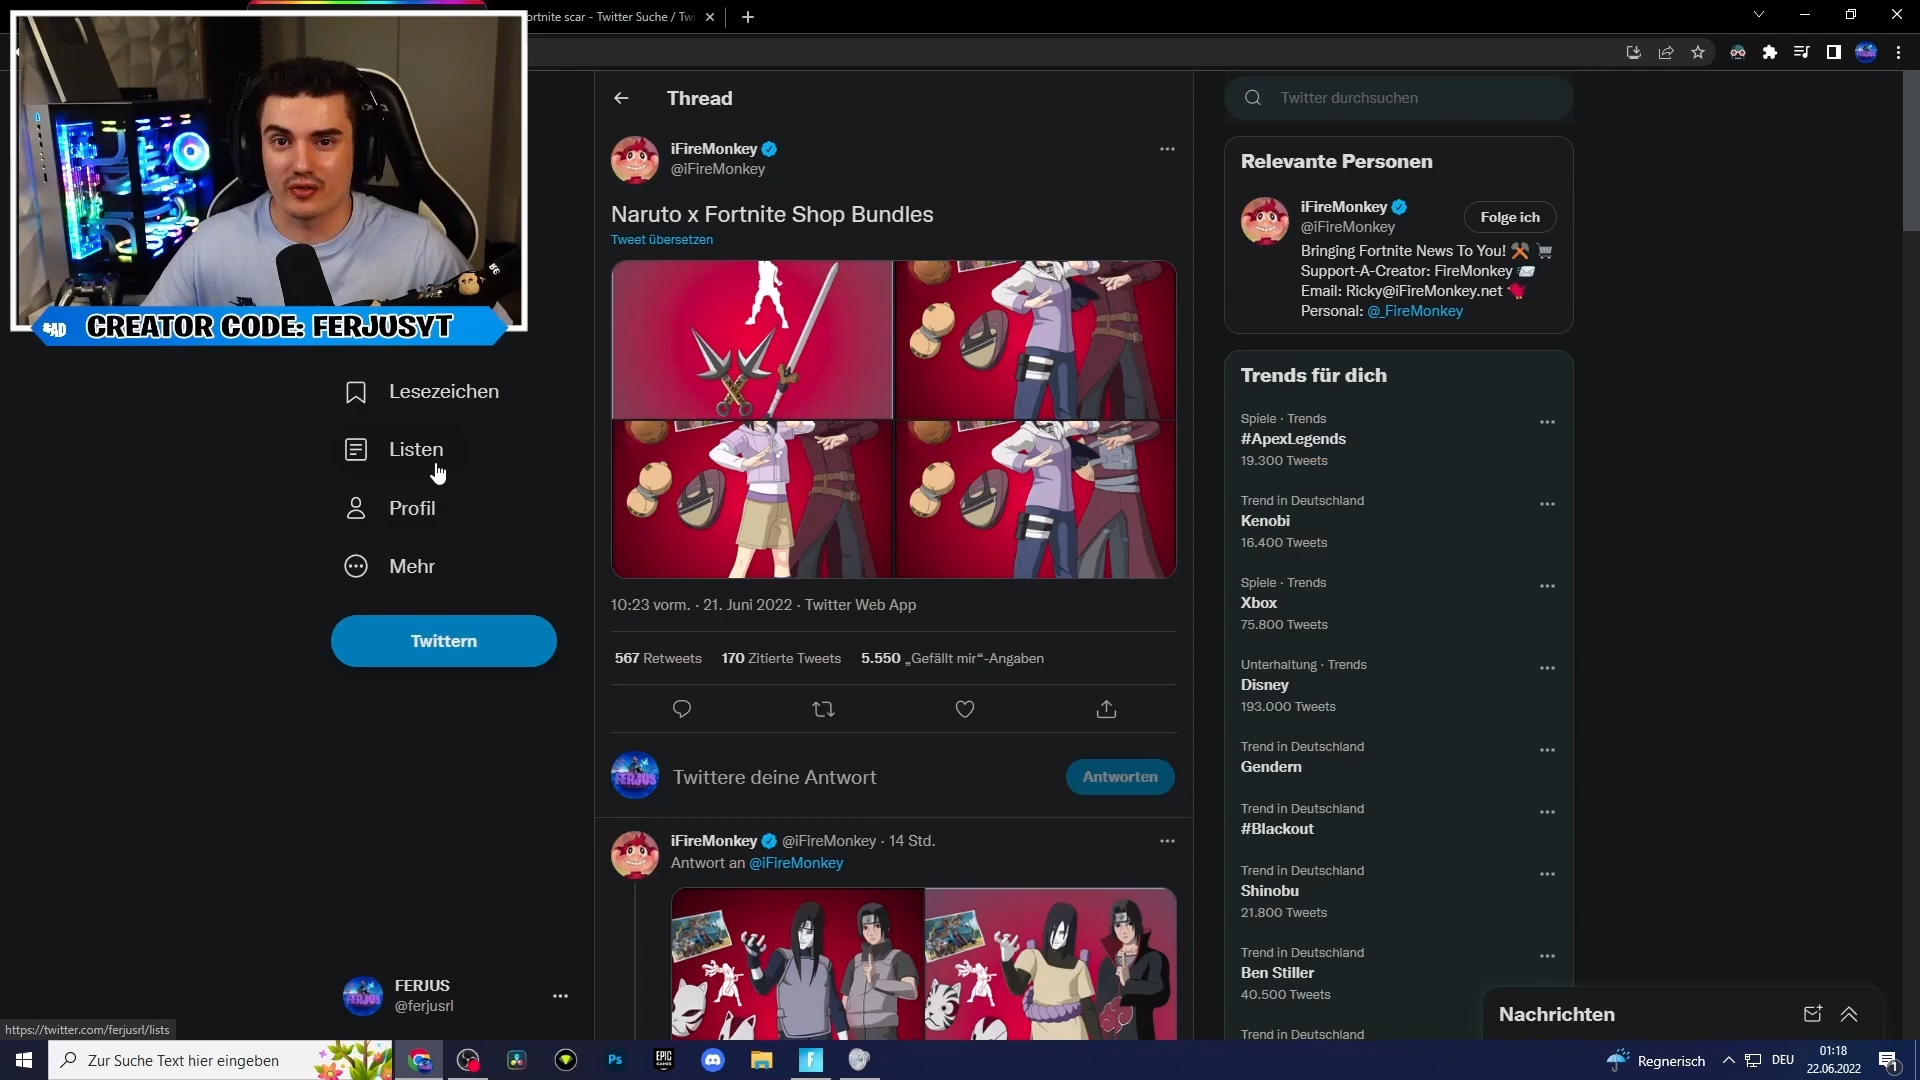 ortnite scar - Twitter Suche / Tw
#AD CREATOR CODE: FERJUSYT
Lesezeichen
Listen
Profil
Mehr
Twittern
FERJUS
@ferjusrl
https://twitter.com/ferjusrl/lists
Thread
iFireMonkey
@iFireMonkey
Naruto x Fortnite Shop Bundles
Tweet übersetzen
10:23 vorm. · 21. Juni 2022 · Twitter Web App
567 Retweets 170 Zitierte Tweets 5.550 „Gefällt mir“-Angaben
FERJUS
Twittere deine Antwort
Antworten
iFireMonkey @iFireMonkey · 14 Std.
Antwort an @iFireMonkey
Twitter durchsuchen
Relevante Personen
iFireMonkey
@iFireMonkey
Folge ich
Bringing Fortnite News To You! ⚒️ 🛒
Support-A-Creator: FireMonkey 📨
Email: Ricky@iFireMonkey.net 🐦
Personal: @_FireMonkey
Trends für dich
Spiele · Trends
#ApexLegends
19.300 Tweets
Trend in Deutschland
Kenobi
16.400 Tweets
Spiele · Trends
Xbox
75.800 Tweets
Unterhaltung · Trends
Disney
193.000 Tweets
Trend in Deutschland
Gendern
Trend in Deutschland
#Blackout
Trend in Deutschland
Shinobu
21.800 Tweets
Trend in Deutschland
Ben Stiller
40.500 Tweets
Trend in Deutschland
Nachrichten
Zur Suche Text hier eingeben
Ps
EPIC GAMES
F
Regnerisch
DEU
01:18
22.06.2022
1